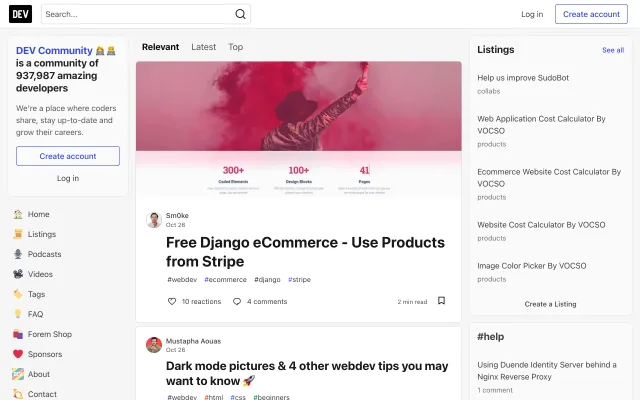 DEV
Search...
Log in
Create account
DEV Community
is a community of
937,987 amazing
developers
We're a place where coders
share, stay up-to-date and
grow their careers.
Create account
Log in
Home
Listings
Podcasts
Videos
Tags
FAQ
Forem Shop
Sponsors
About
Contact
Relevant
Latest
Top
300+
100+
41
Coded Elements
Design Blocks
Pages
Sm0ke
Oct 26
Free Django eCommerce - Use Products
from Stripe
#webdev #ecommerce #django #stripe
10 reactions
4 comments
2 min read
Mustapha Aouas
Oct 26
Dark mode pictures & 4 other webdev tips you may
want to know 🚀
#webdev #html #css #beginners
Listings
See all
Help us improve SudoBot
collabs
Web Application Cost Calculator By
VOCSO
products
Ecommerce Website Cost Calculator By
VOCSO
products
Website Cost Calculator By VOCSO
products
Image Color Picker By VOCSO
products
Create a Listing
#help
Using Duende Identity Server behind a
Nginx Reverse Proxy
1 comment